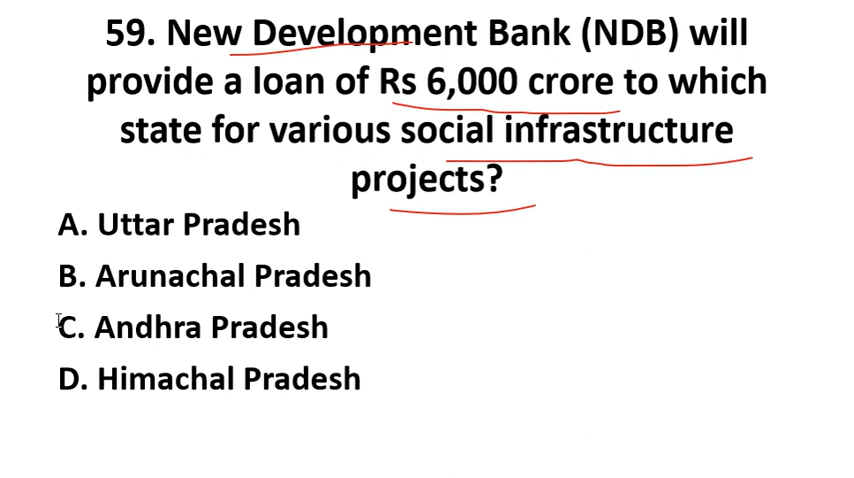 59. New Development Bank (NDB) will
provide a loan of Rs 6,000 crore to which
state for various social infrastructure
projects?
A. Uttar Pradesh
B. Arunachal Pradesh
C. Andhra Pradesh
D. Himachal Pradesh